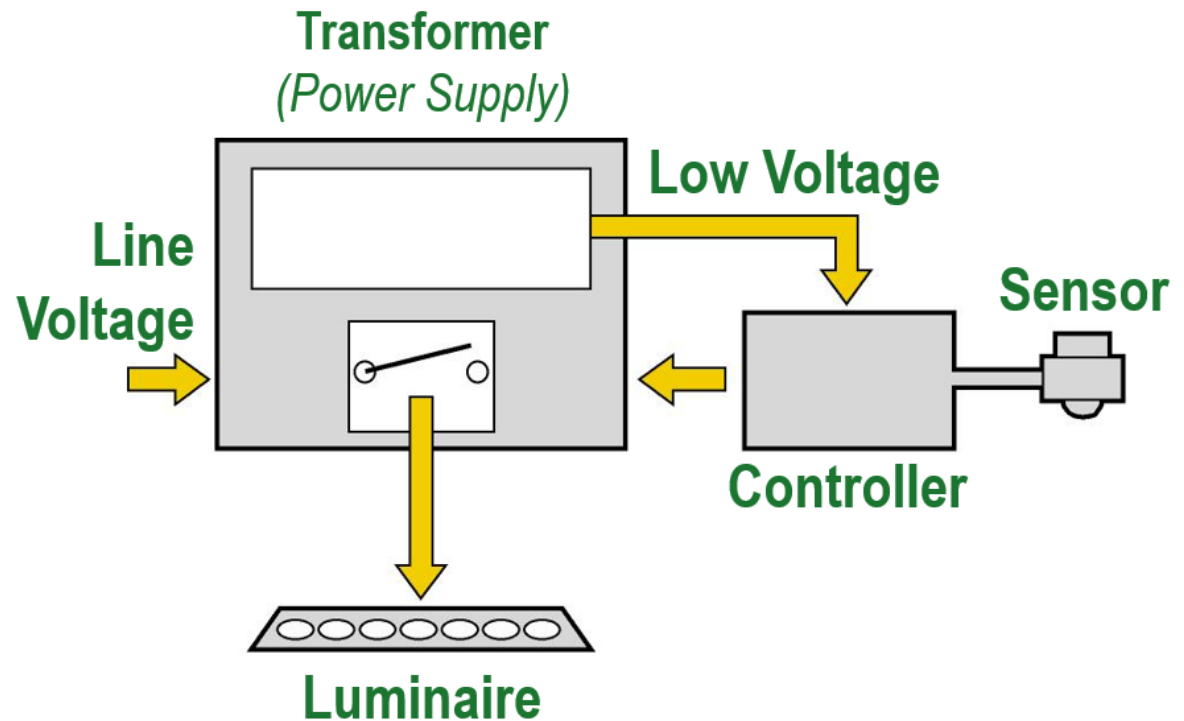 Transformer
(Power Supply)
Low Voltage
Line
Voltage
Sensor
Controller
Luminaire